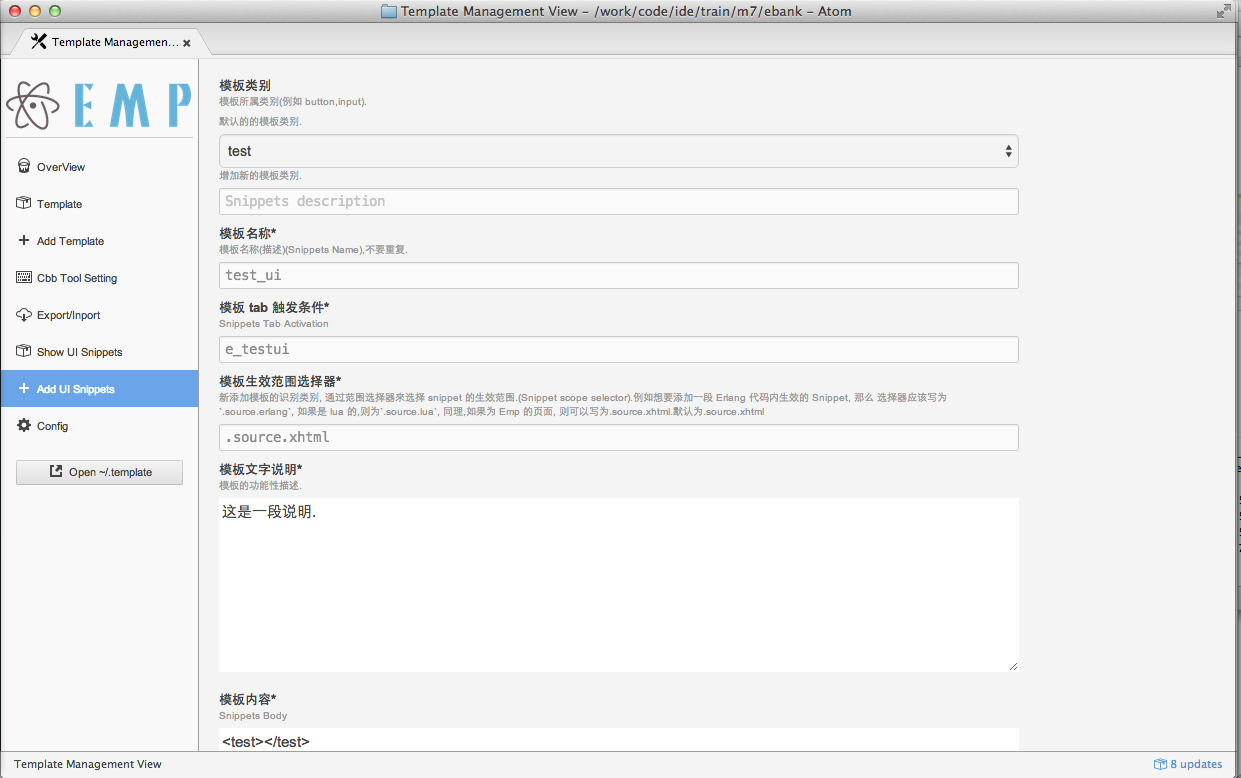 Template Management View – /work/code/ide/train/m7/ebank – Atom
Template Managemen...
EMP
OverView
Template
Add Template
Cbb Tool Setting
Export/Inport
Show UI Snippets
Add UI Snippets
Config
Open ~/.template
模板类别
模板所属类别(例如 button,input).
默认的的模板类别.
test
增加新的模板类别.
Snippets description
模板名称*
模板名称(描述)(Snippets Name),不要重复.
test_ui
模板 tab 触发条件*
Snippets Tab Activation
e_testui
模板生效范围选择器*
新添加模板的识别类别, 通过范围选择器来选择 snippet 的生效范围.(Snippet scope selector).例如想要添加一段 Erlang 代码内生效的 Snippet, 那么 选择器应该写为
`.source.erlang`, 如果是 lua 的,则为`.source.lua`, 同理,如果为 Emp 的页面, 则可以写为.source.xhtml.默认为.source.xhtml
.source.xhtml
模板文字说明*
模板的功能性描述.
这是一段说明.
模板内容*
Snippets Body
<test></test>
Template Management View
8 updates